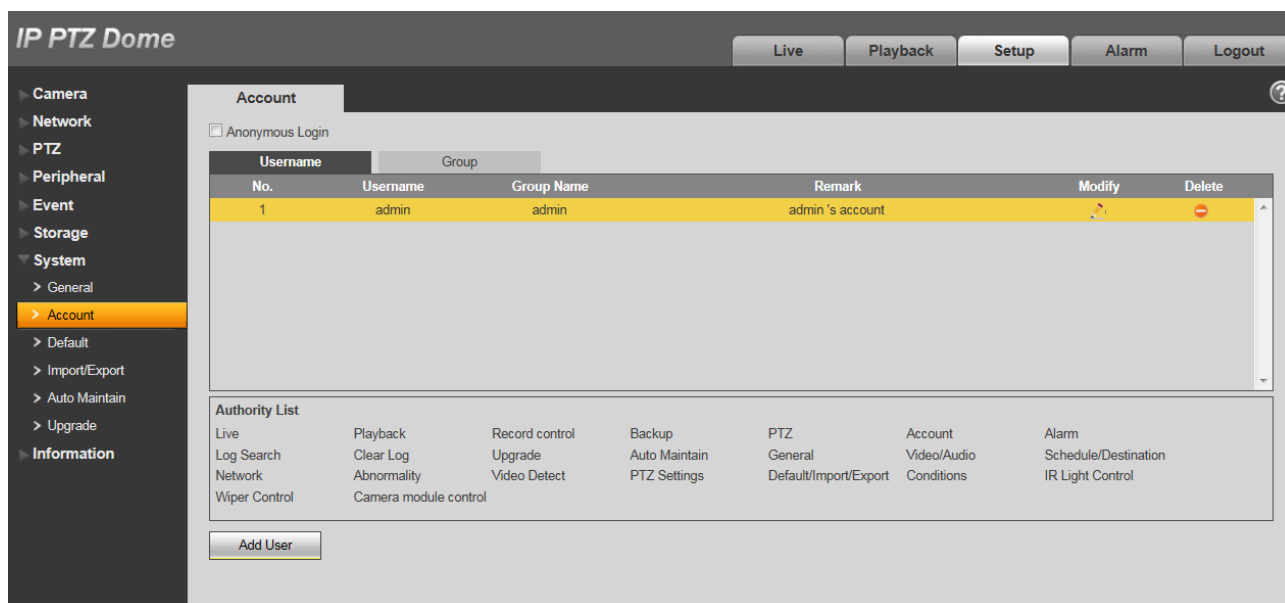 IP PTZ Dome
Live Playback Setup Alarm Logout
Camera
Network
PTZ
Peripheral
Event
Storage
System
General
Account
Default
Import/Export
Auto Maintain
Upgrade
Information
Account
?
Anonymous Login
Username Group
No. Username Group Name Remark Modify Delete
1 admin admin admin 's account
Authority List
Live Playback Record control Backup PTZ Account Alarm
Log Search Clear Log Upgrade Auto Maintain General Video/Audio Schedule/Destination
Network Abnormality Video Detect PTZ Settings Default/Import/Export Conditions IR Light Control
Wiper Control Camera module control
Add User